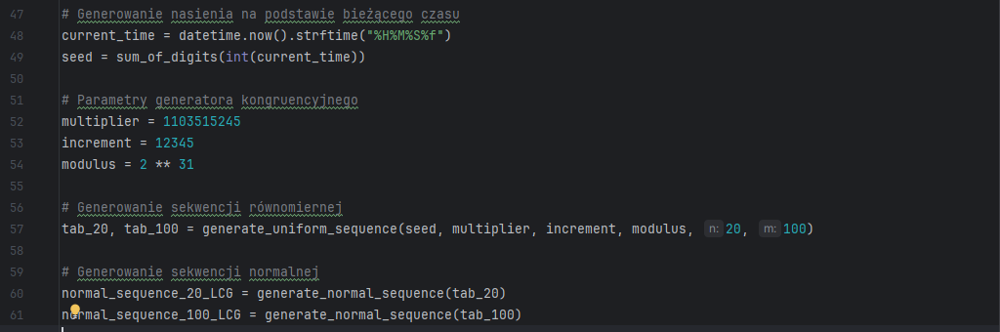 47 # Generowanie nasienia na podstawie bieżącego czasu
48 current_time = datetime.now().strftime("%H%M%S%f")
49 seed = sum_of_digits(int(current_time))
50
51 # Parametry generatora kongruencyjnego
52 multiplier = 1103515245
53 increment = 12345
54 modulus = 2 ** 31
55
56 # Generowanie sekwencji równomiernej
57 tab_20, tab_100 = generate_uniform_sequence(seed, multiplier, increment, modulus, n: 20, m: 100)
58
59 # Generowanie sekwencji normalnej
60 normal_sequence_20_LCG = generate_normal_sequence(tab_20)
61 normal_sequence_100_LCG = generate_normal_sequence(tab_100)